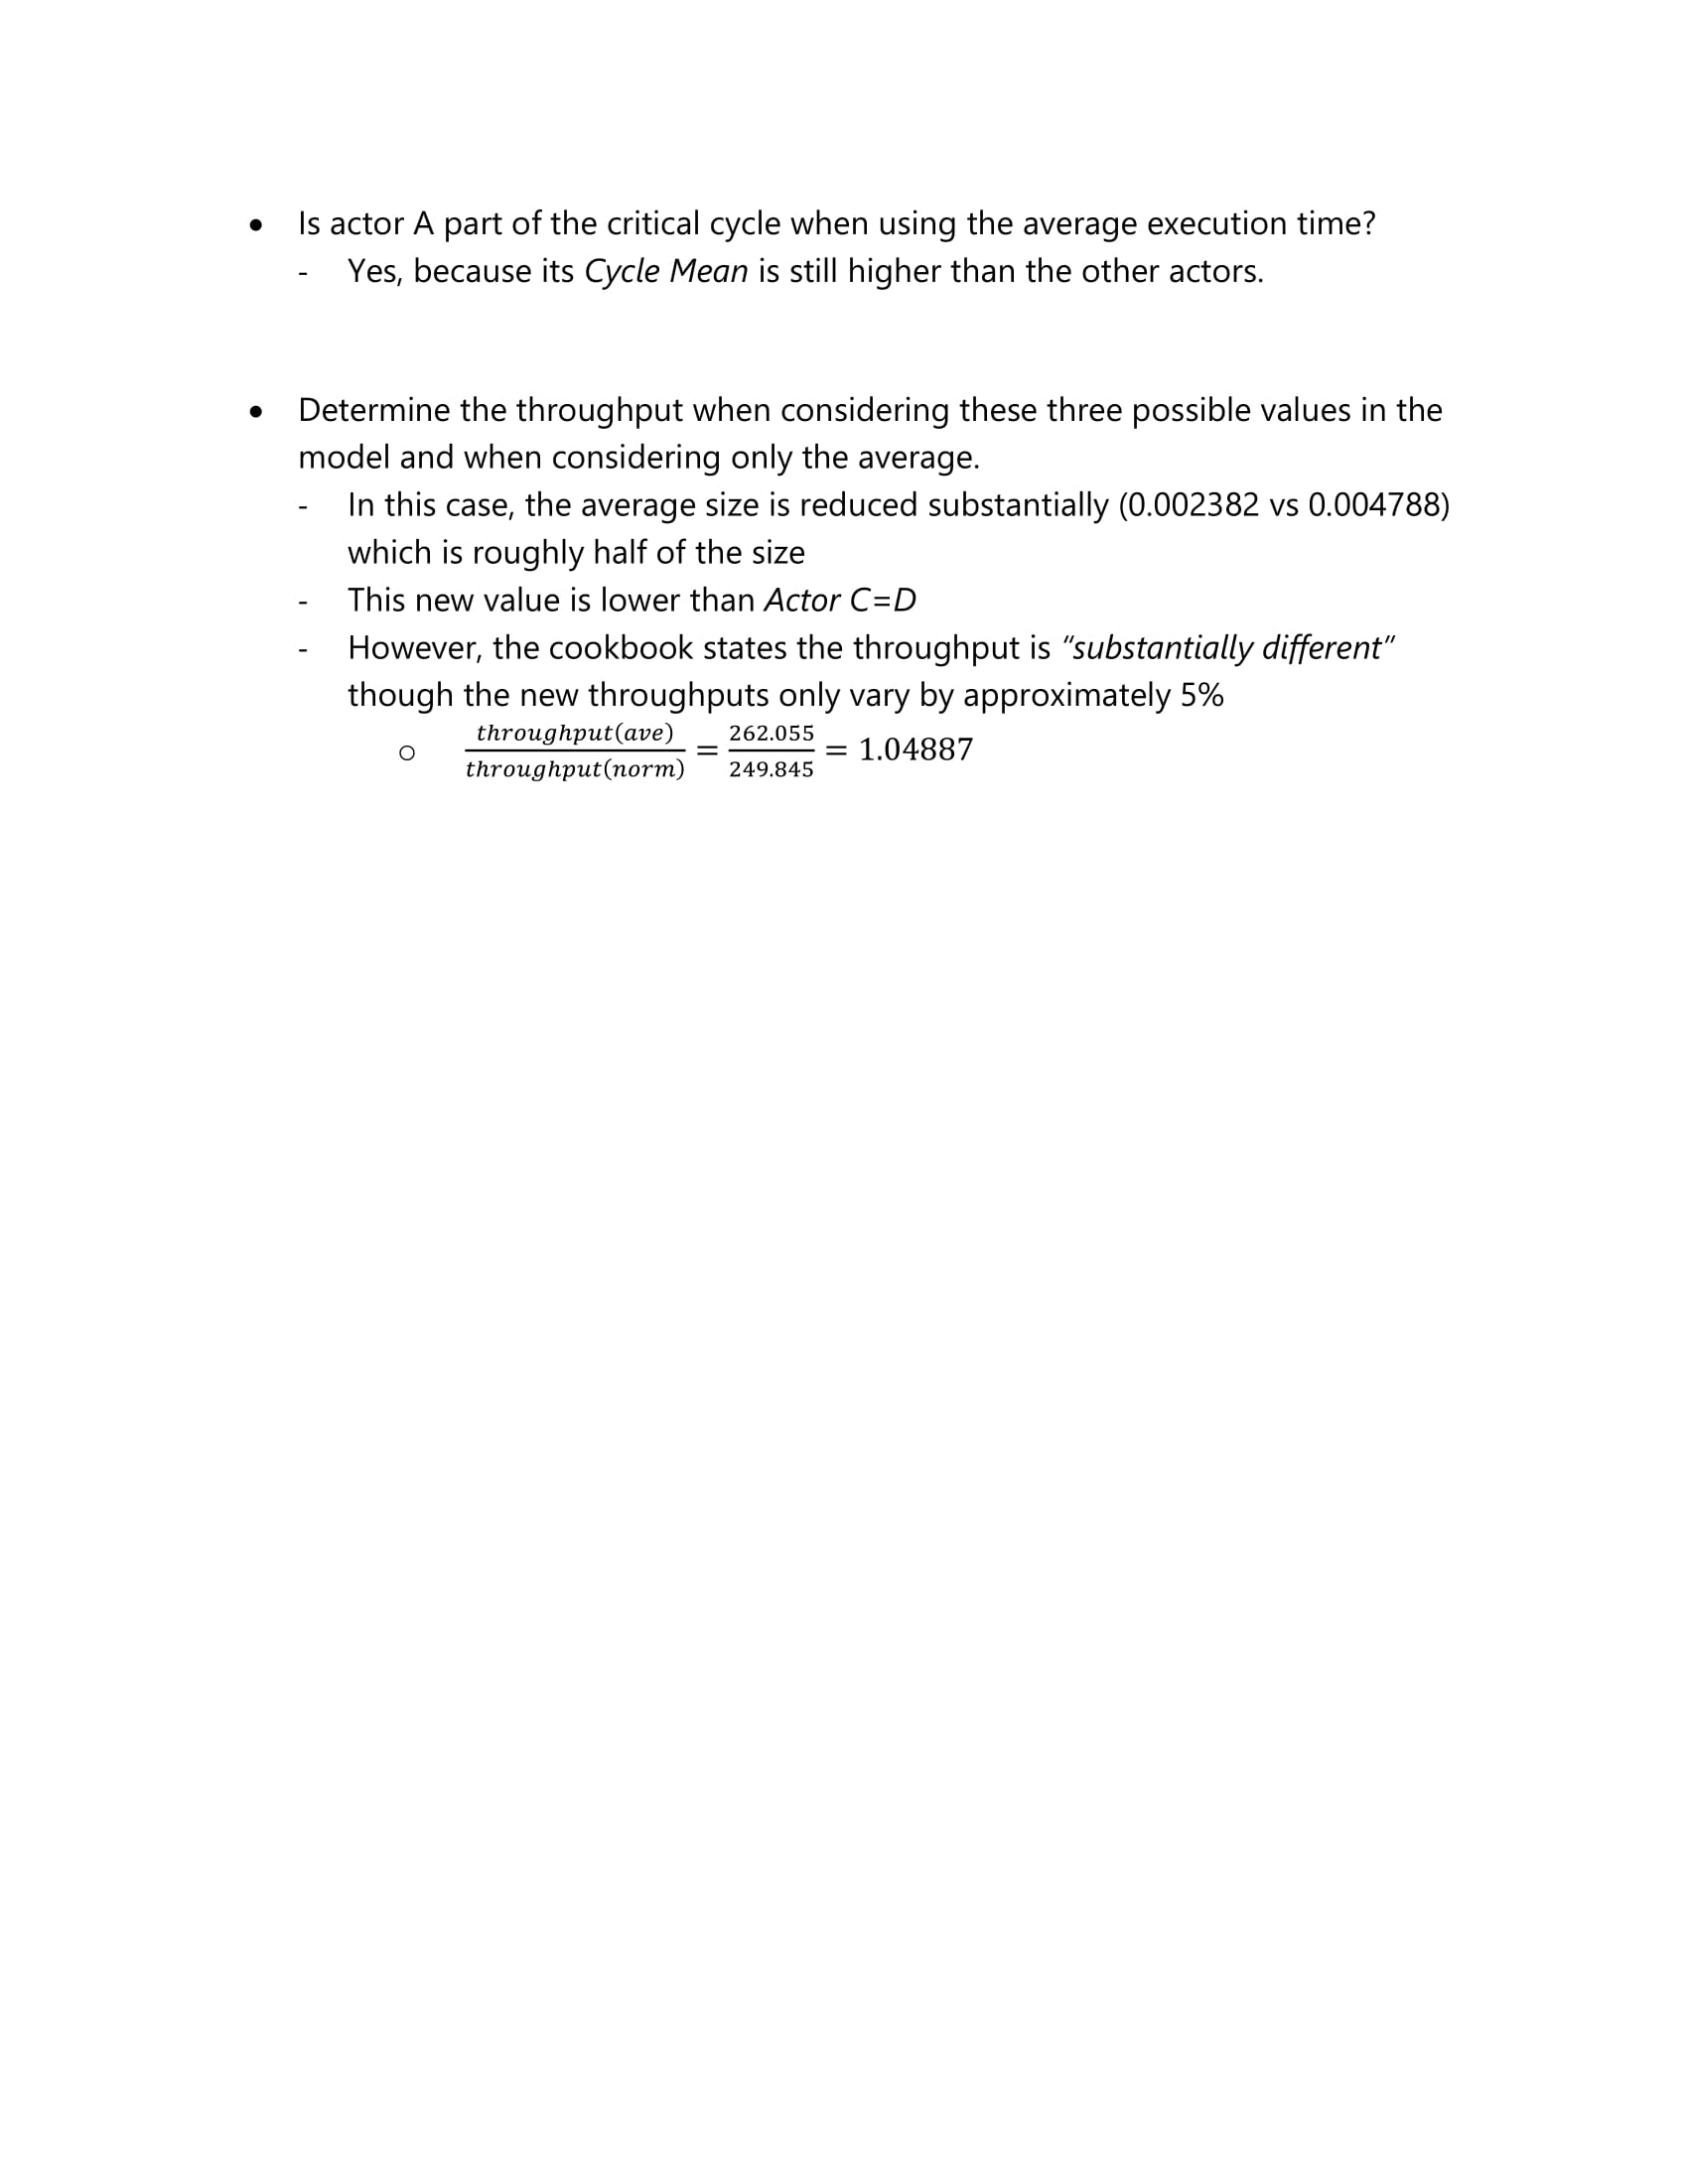 • Is actor A part of the critical cycle when using the average execution time?
- Yes, because its Cycle Mean is still higher than the other actors.
• Determine the throughput when considering these three possible values in the
model and when considering only the average.
- In this case, the average size is reduced substantially (0.002382 vs 0.004788)
which is roughly half of the size
- This new value is lower than Actor C=D
- However, the cookbook states the throughput is “substantially different”
though the new throughputs only vary by approximately 5%
○ throughput(ave)/throughput(norm) = 262.055/249.845 = 1.04887